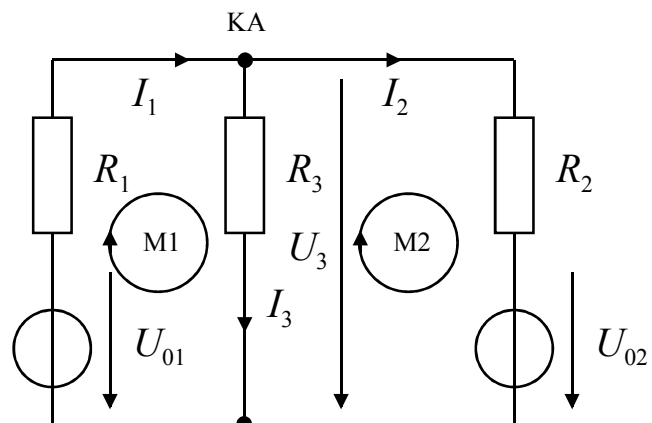 KA
I₁ I₂
R₁ R₃ R₂
M1 U₃ M2
I₃
U₀₁ U₀₂